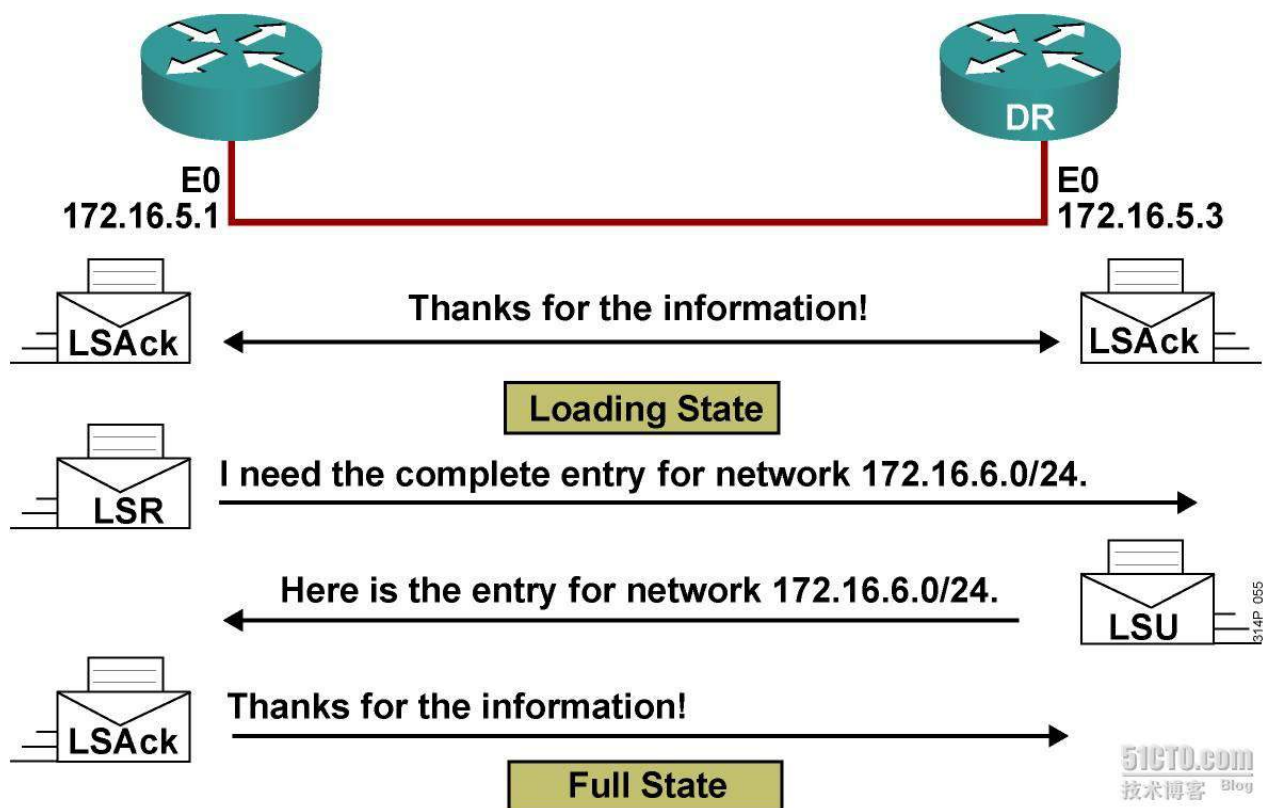 DR
E0
172.16.5.1
E0
172.16.5.3
LSAck
Thanks for the information!
LSAck
Loading State
LSR
I need the complete entry for network 172.16.6.0/24.
Here is the entry for network 172.16.6.0/24.
LSU
314P_055
LSAck
Thanks for the information!
Full State
51CTO.com
技术博客 Blog